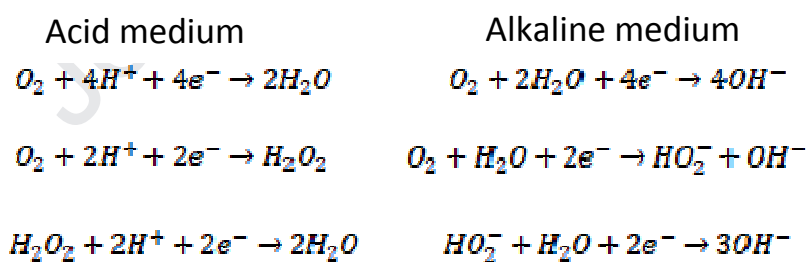 Acid medium
Alkaline medium
O₂ + 4H⁺ + 4e⁻ → 2H₂O
O₂ + 2H₂O + 4e⁻ → 4OH⁻
O₂ + 2H⁺ + 2e⁻ → H₂O₂
O₂ + H₂O + 2e⁻ → HO₂⁻ + OH⁻
H₂O₂ + 2H⁺ + 2e⁻ → 2H₂O
HO₂⁻ + H₂O + 2e⁻ → 3OH⁻